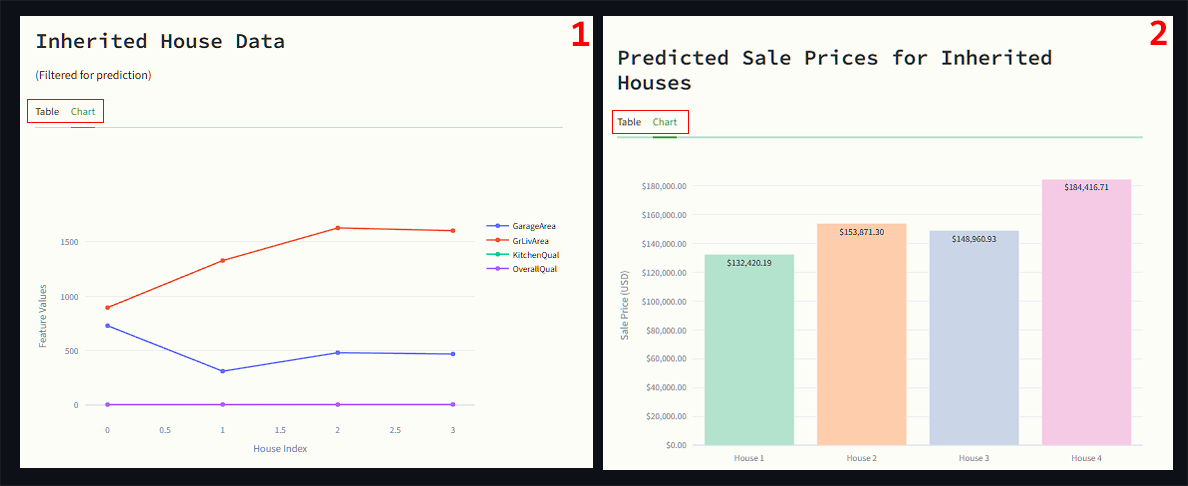 1
Inherited House Data
(Filtered for prediction)
Table Chart
GarageArea
GrLivArea
KitchenQual
OverallQual
1500
1000
500
0
Feature Values
0 0.5 1 1.5 2 2.5 3
House Index
2
Predicted Sale Prices for Inherited
Houses
Table Chart
$180,000.00
$160,000.00
$140,000.00
$120,000.00
$100,000.00
$80,000.00
$60,000.00
$40,000.00
$20,000.00
$0.00
Sale Price (USD)
$132,420.19
$153,871.30
$148,960.93
$184,416.71
House 1 House 2 House 3 House 4